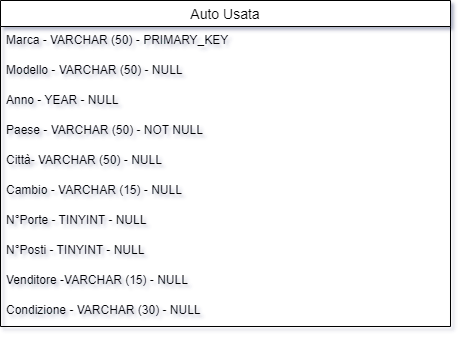 Auto Usata
Marca - VARCHAR (50) - PRIMARY_KEY
Modello - VARCHAR (50) - NULL
Anno - YEAR - NULL
Paese - VARCHAR (50) - NOT NULL
Città- VARCHAR (50) - NULL
Cambio - VARCHAR (15) - NULL
N°Porte - TINYINT - NULL
N°Posti - TINYINT - NULL
Venditore -VARCHAR (15) - NULL
Condizione - VARCHAR (30) - NULL